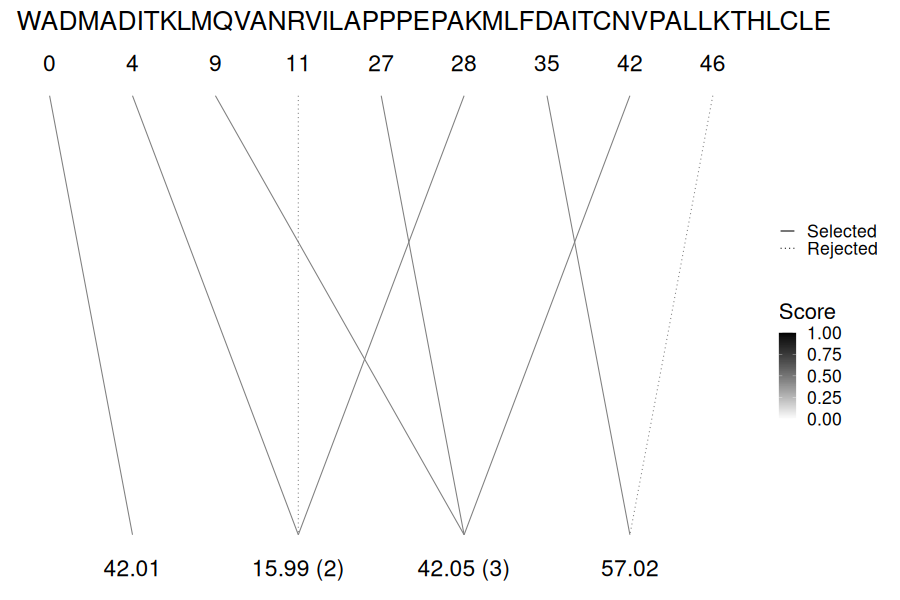 WADMADITKLMQVANRVILAPPPEPAKMLFDAITCNVPALLKTHLCLE
0 4 9 11 27 28 35 42 46
Selected
Rejected
Score
1.00
0.75
0.50
0.25
0.00
42.01 15.99 (2) 42.05 (3) 57.02